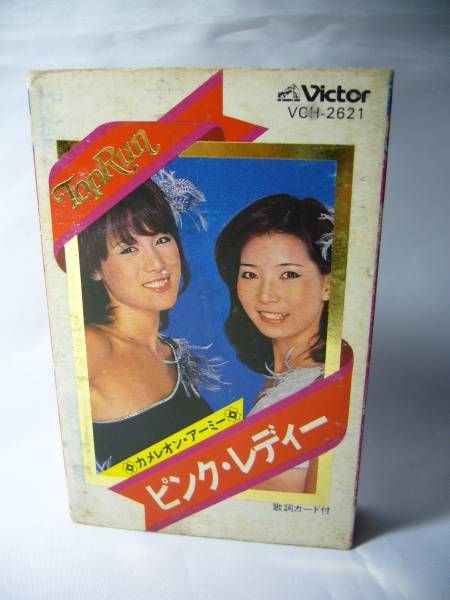 Victor
VCH-2621
TopRun
カメレオン・アーミー
ピンク・レディー
歌詞カード付